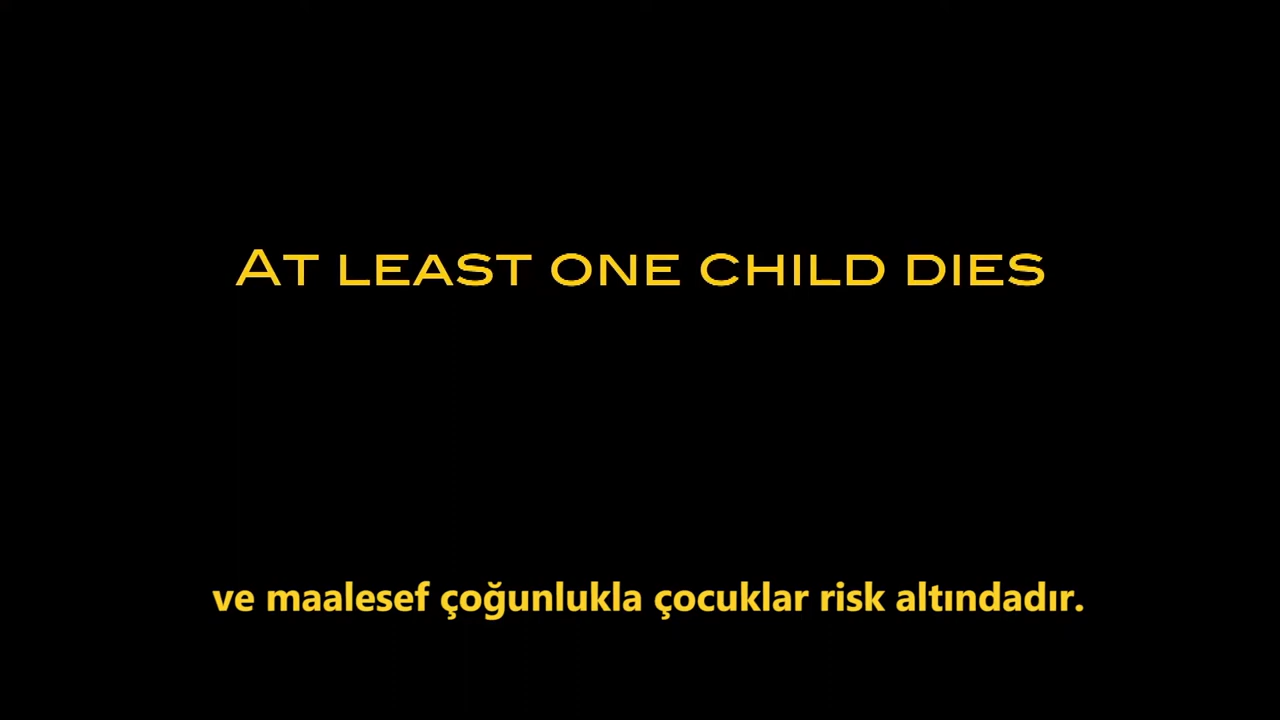 At least one child dies
ve maalesef çoğunlukla çocuklar risk altındadır.